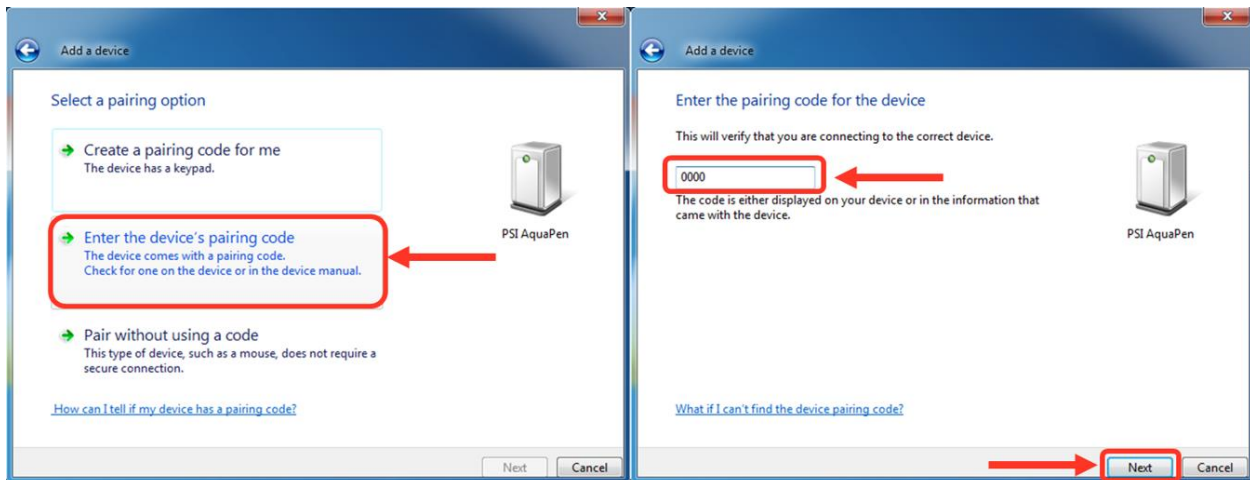 Add a device
Select a pairing option
Create a pairing code for me
The device has a keypad.
Enter the device's pairing code
The device comes with a pairing code.
Check for one on the device or in the device manual.
PSI AquaPen
Pair without using a code
This type of device, such as a mouse, does not require a
secure connection.
How can I tell if my device has a pairing code?
Next Cancel
Add a device
Enter the pairing code for the device
This will verify that you are connecting to the correct device.
0000
The code is either displayed on your device or in the information that
came with the device.
PSI AquaPen
What if I can't find the device pairing code?
Next Cancel